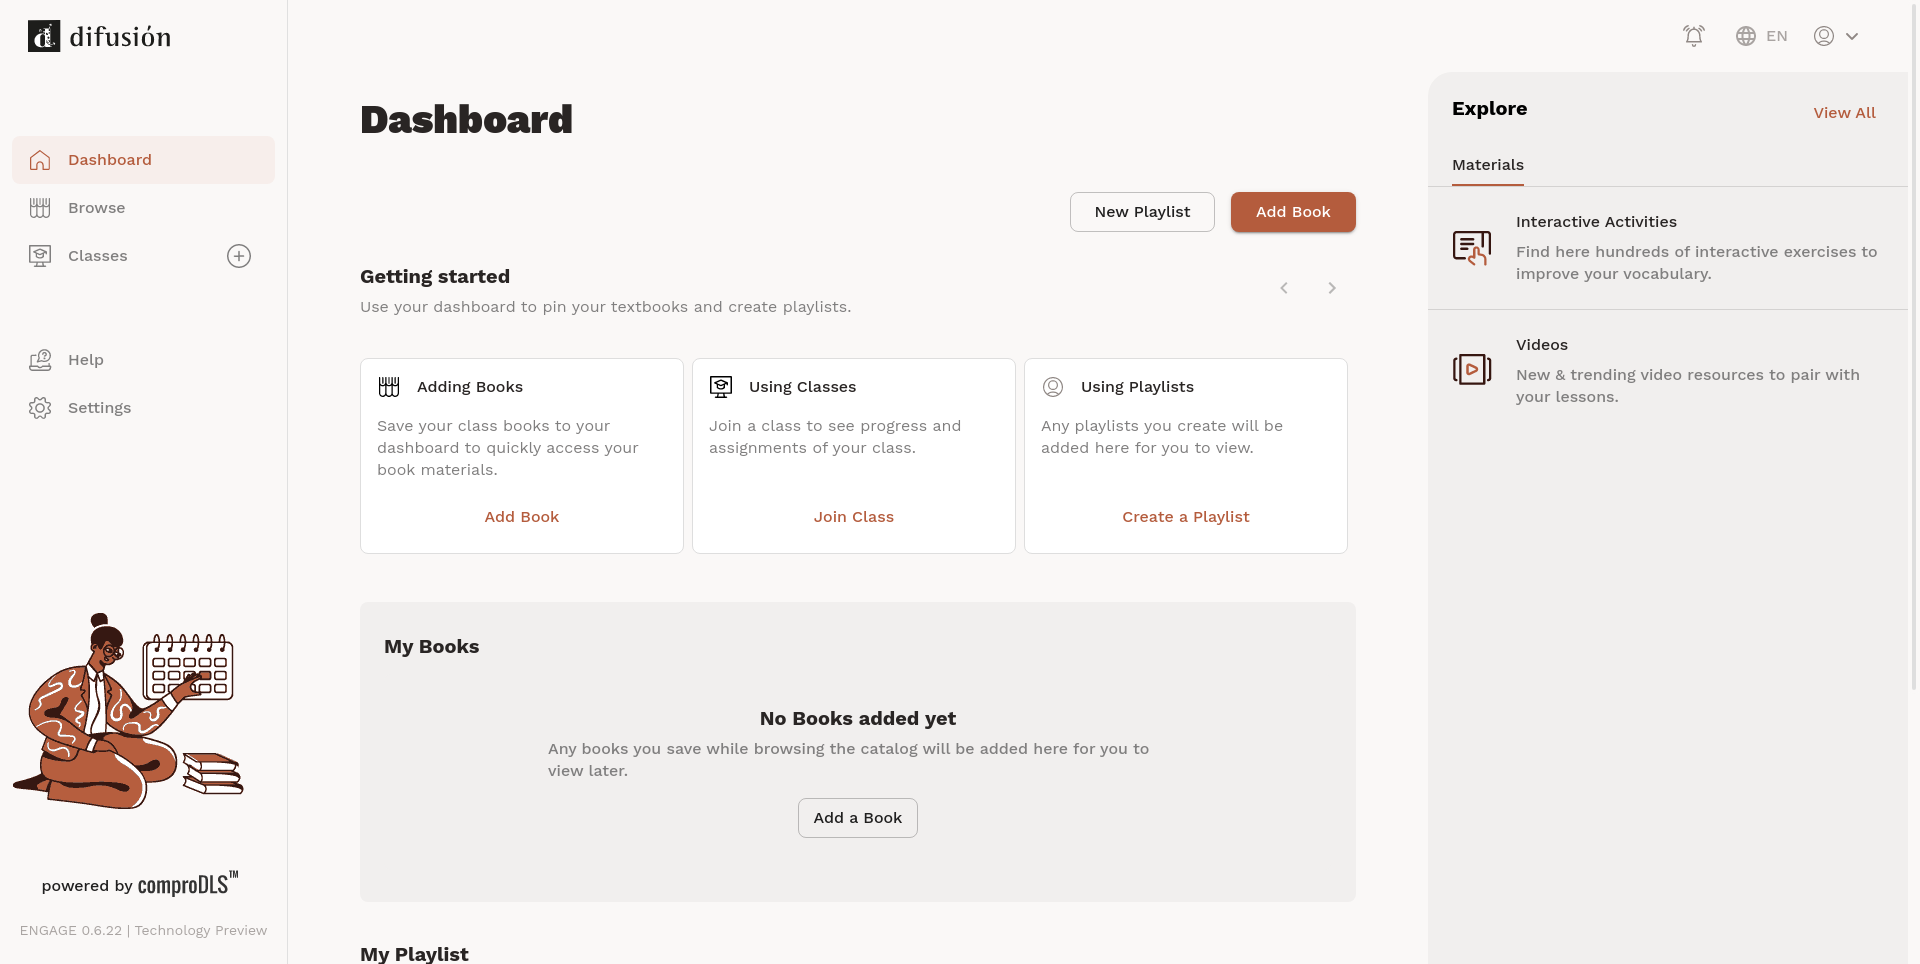 difusión
Dashboard
Browse
Classes
Help
Settings
powered by comproDLS™
ENGAGE 0.6.22 | Technology Preview
EN
Dashboard
New Playlist
Add Book
Getting started
Use your dashboard to pin your textbooks and create playlists.
Adding Books
Save your class books to your
dashboard to quickly access your
book materials.
Add Book
Using Classes
Join a class to see progress and
assignments of your class.
Join Class
Using Playlists
Any playlists you create will be
added here for you to view.
Create a Playlist
My Books
No Books added yet
Any books you save while browsing the catalog will be added here for you to
view later.
Add a Book
My Playlist
Explore
View All
Materials
Interactive Activities
Find here hundreds of interactive exercises to
improve your vocabulary.
Videos
New & trending video resources to pair with
your lessons.